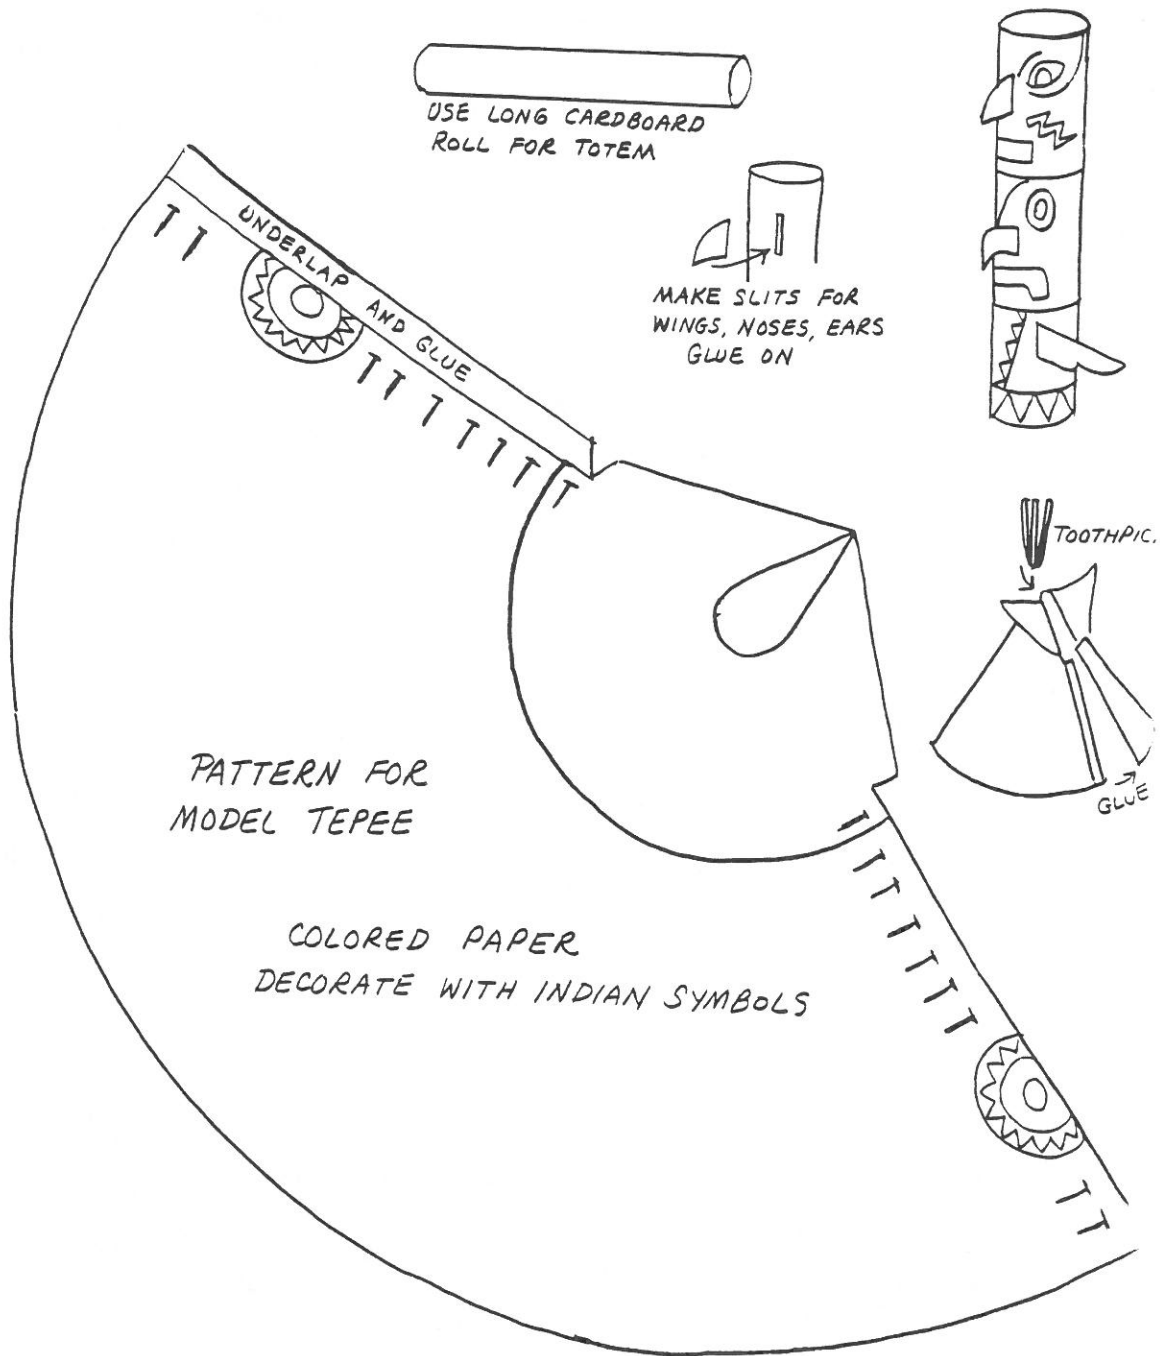 USE LONG CARDBOARD
ROLL FOR TOTEM
UNDERLAP AND GLUE
MAKE SLITS FOR
WINGS, NOSES, EARS
GLUE ON
TOOTHPIC.
GLUE
PATTERN FOR
MODEL TEPEE
COLORED PAPER
DECORATE WITH INDIAN SYMBOLS